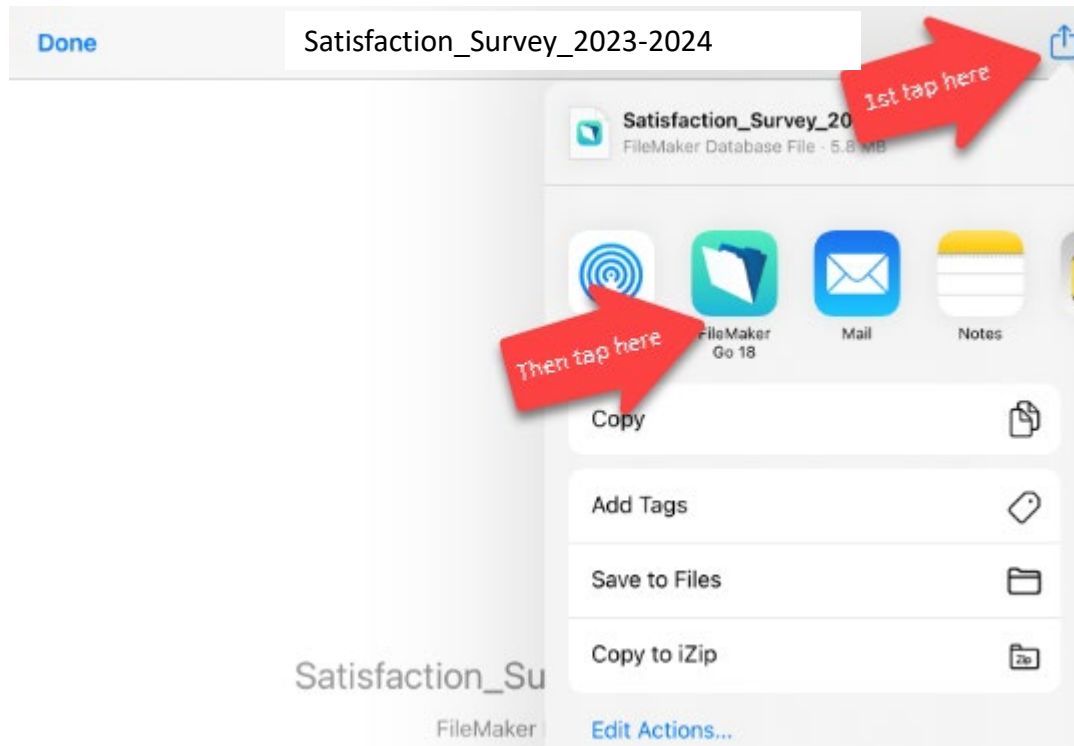 Done
Satisfaction_Survey_2023-2024
1st tap here
Satisfaction_Survey_20
FileMaker Database File - 5.8 MB
Then tap here
FileMaker
Go 18
Mail
Notes
Copy
Add Tags
Save to Files
Copy to iZip
Zip
Satisfaction_Su
FileMaker
Edit Actions...